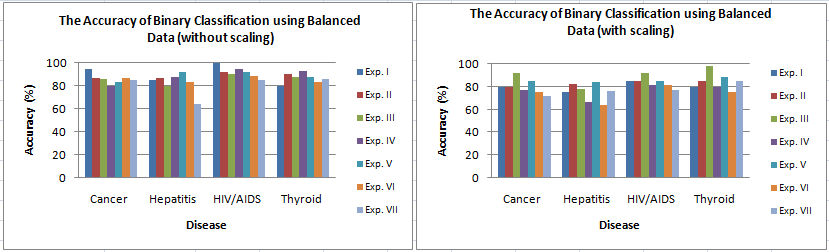 The Accuracy of Binary Classification using Balanced
Data (without scaling)
Accuracy (%)
100
80
60
40
20
0
Cancer Hepatitis HIV/AIDS Thyroid
Disease
Exp. I
Exp. II
Exp. III
Exp. IV
Exp. V
Exp. VI
Exp. VII
The Accuracy of Binary Classification using Balanced
Data (with scaling)
Accuracy (%)
100
80
60
40
20
0
Cancer Hepatitis HIV/AIDS Thyroid
Disease
Exp. I
Exp. II
Exp. III
Exp. IV
Exp. V
Exp. VI
Exp. VII